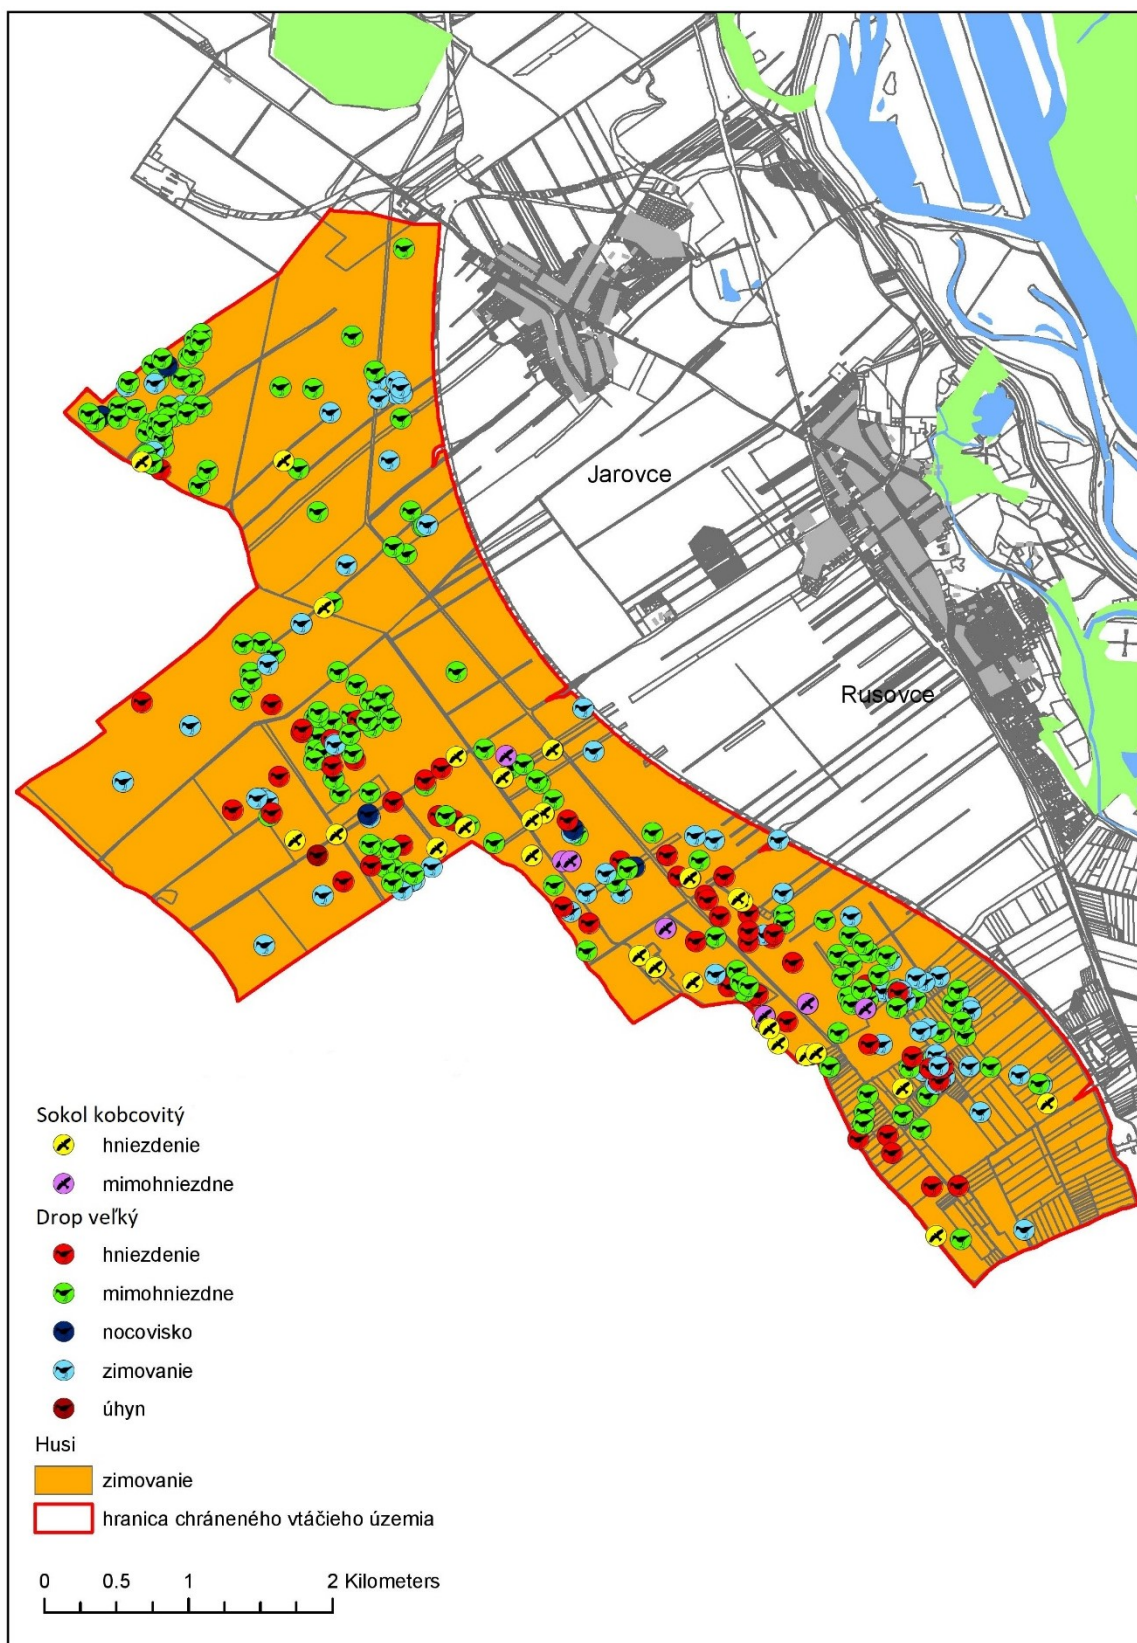 Jarovce
Rusovce
Sokol kobcovitý
hniezdenie
mimohniezdne
Drop veľký
hniezdenie
mimohniezdne
nocovisko
zimovanie
úhyn
Husi
zimovanie
hranica chráneného vtáčieho územia
0 0.5 1 2 Kilometers